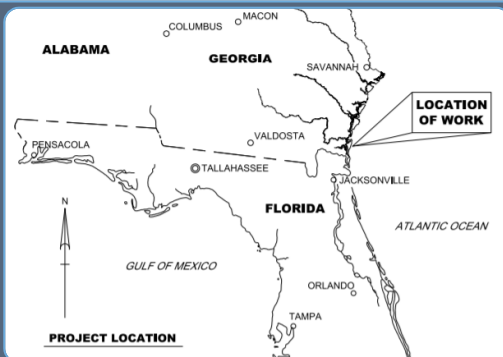 COLUMBUS
MACON
ALABAMA
GEORGIA
SAVANNAH
LOCATION
OF WORK
VALDOSTA
PENSACOLA
TALLAHASSEE
JACKSONVILLE
FLORIDA
N
ATLANTIC OCEAN
GULF OF MEXICO
ORLANDO
TAMPA
PROJECT LOCATION